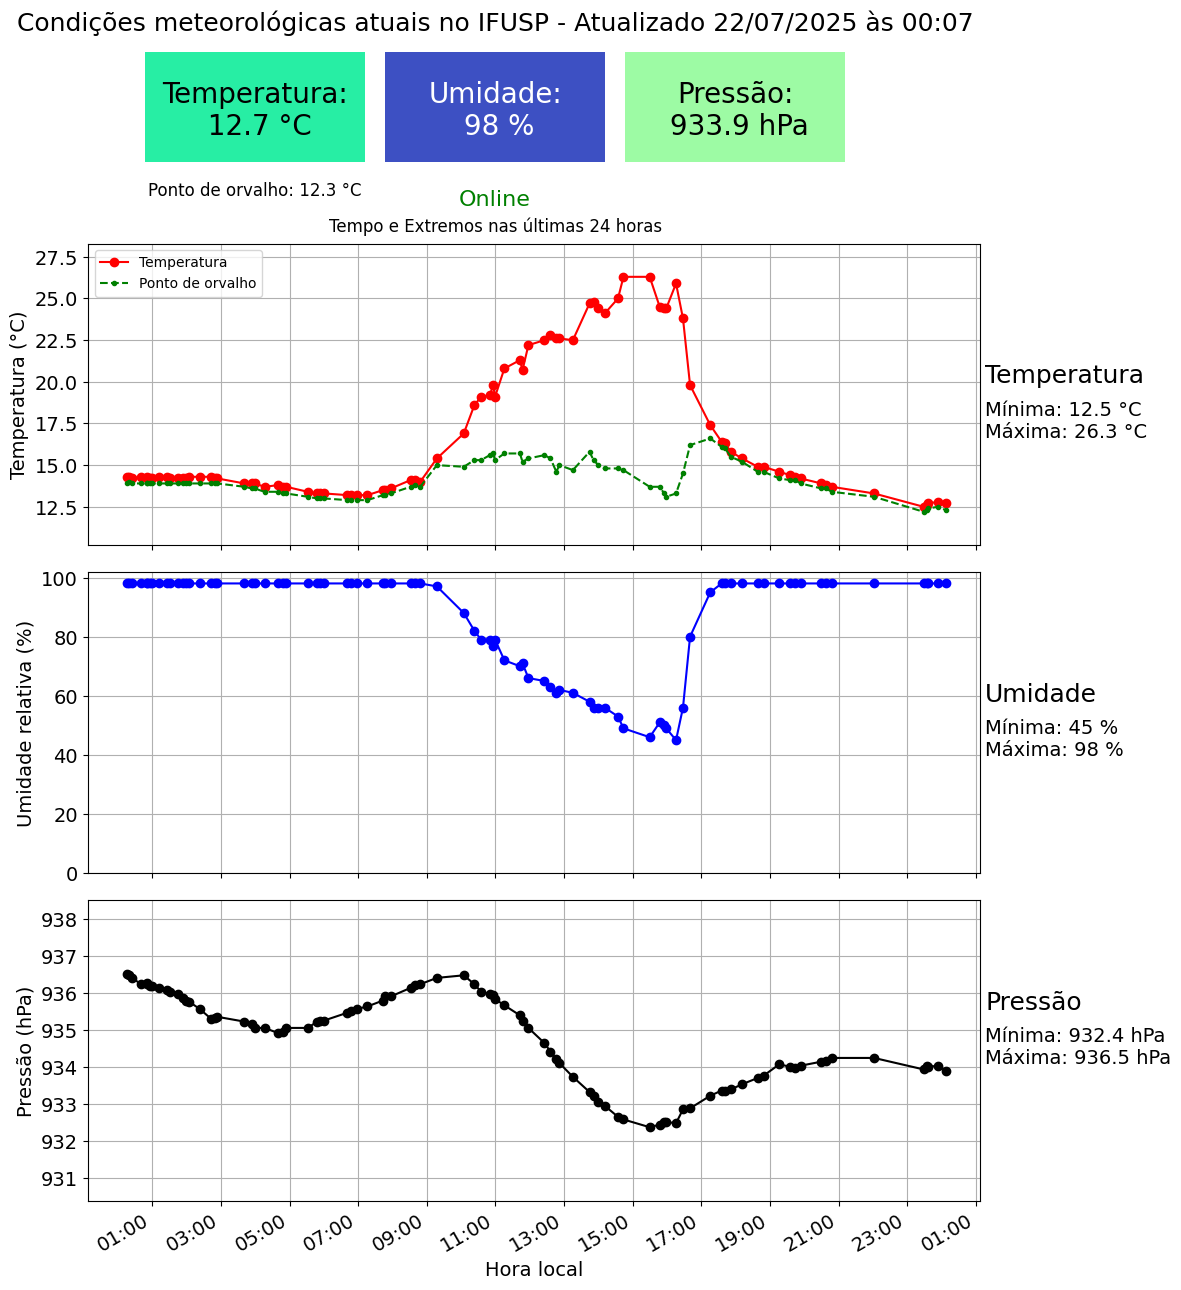 Condições meteorológicas atuais no IFUSP - Atualizado 22/07/2025 às 00:07
Temperatura:
12.7 °C
Umidade:
98 %
Pressão:
933.9 hPa
Ponto de orvalho: 12.3 °C
Online
Tempo e Extremos nas últimas 24 horas
Temperatura (°C)
27.5
25.0
22.5
20.0
17.5
15.0
12.5
Temperatura
Ponto de orvalho
Temperatura
Mínima: 12.5 °C
Máxima: 26.3 °C
Umidade relativa (%)
100
80
60
40
20
0
Umidade
Mínima: 45 %
Máxima: 98 %
Pressão (hPa)
938
937
936
935
934
933
932
931
Pressão
Mínima: 932.4 hPa
Máxima: 936.5 hPa
01:00 03:00 05:00 07:00 09:00 11:00 13:00 15:00 17:00 19:00 21:00 23:00 01:00
Hora local